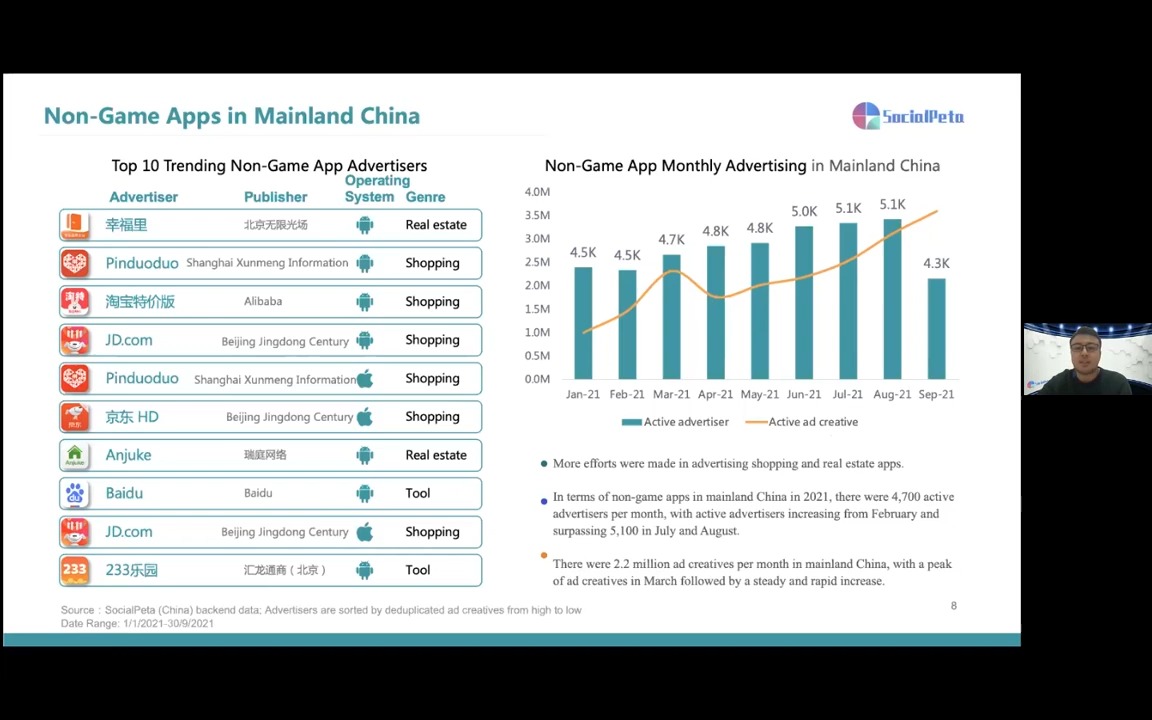 Non-Game Apps in Mainland China
SocialPeta
Top 10 Trending Non-Game App Advertisers
Advertiser Publisher Operating System Genre
幸福里 北京无限光场 Real estate
Pinduoduo Shanghai Xunmeng Information Shopping
淘宝特价版 Alibaba Shopping
JD.com Beijing Jingdong Century Shopping
Pinduoduo Shanghai Xunmeng Information Shopping
京东 HD Beijing Jingdong Century Shopping
Anjuke 瑞庭网络 Real estate
Baidu Baidu Tool
JD.com Beijing Jingdong Century Shopping
233 233乐园 汇龙通商（北京） Tool
Non-Game App Monthly Advertising in Mainland China
4.0M
3.5M
3.0M
2.5M
2.0M
1.5M
1.0M
0.5M
0.0M
4.5K 4.5K 4.7K 4.8K 4.8K 5.0K 5.1K 5.1K 4.3K
Jan-21 Feb-21 Mar-21 Apr-21 May-21 Jun-21 Jul-21 Aug-21 Sep-21
Active advertiser Active ad creative
More efforts were made in advertising shopping and real estate apps.
In terms of non-game apps in mainland China in 2021, there were 4,700 active
advertisers per month, with active advertisers increasing from February and
surpassing 5,100 in July and August.
There were 2.2 million ad creatives per month in mainland China, with a peak
of ad creatives in March followed by a steady and rapid increase.
Source：SocialPeta (China) backend data; Advertisers are sorted by deduplicated ad creatives from high to low
Date Range: 1/1/2021-30/9/2021
8